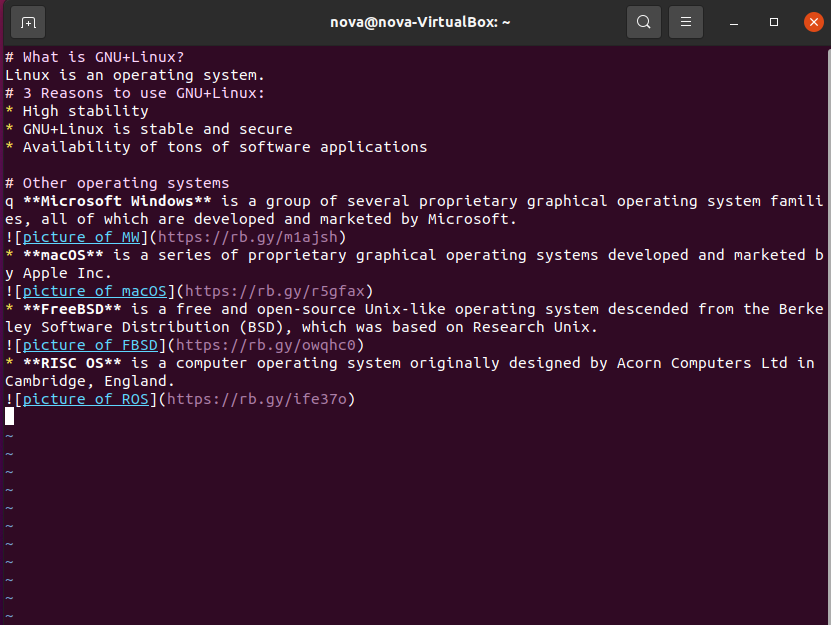 nova@nova-VirtualBox: ~
# What is GNU+Linux?
Linux is an operating system.
# 3 Reasons to use GNU+Linux:
* High stability
* GNU+Linux is stable and secure
* Availability of tons of software applications
# Other operating systems
q **Microsoft Windows** is a group of several proprietary graphical operating system famili
es, all of which are developed and marketed by Microsoft.
![picture of MW](https://rb.gy/m1ajsh)
* **macOS** is a series of proprietary graphical operating systems developed and marketed b
y Apple Inc.
![picture of macOS](https://rb.gy/r5gfax)
* **FreeBSD** is a free and open-source Unix-like operating system descended from the Berke
ley Software Distribution (BSD), which was based on Research Unix.
![picture of FBSD](https://rb.gy/owqhc0)
* **RISC OS** is a computer operating system originally designed by Acorn Computers Ltd in
Cambridge, England.
![picture of ROS](https://rb.gy/ife37o)
~
~
~
~
~
~
~
~
~
~
~